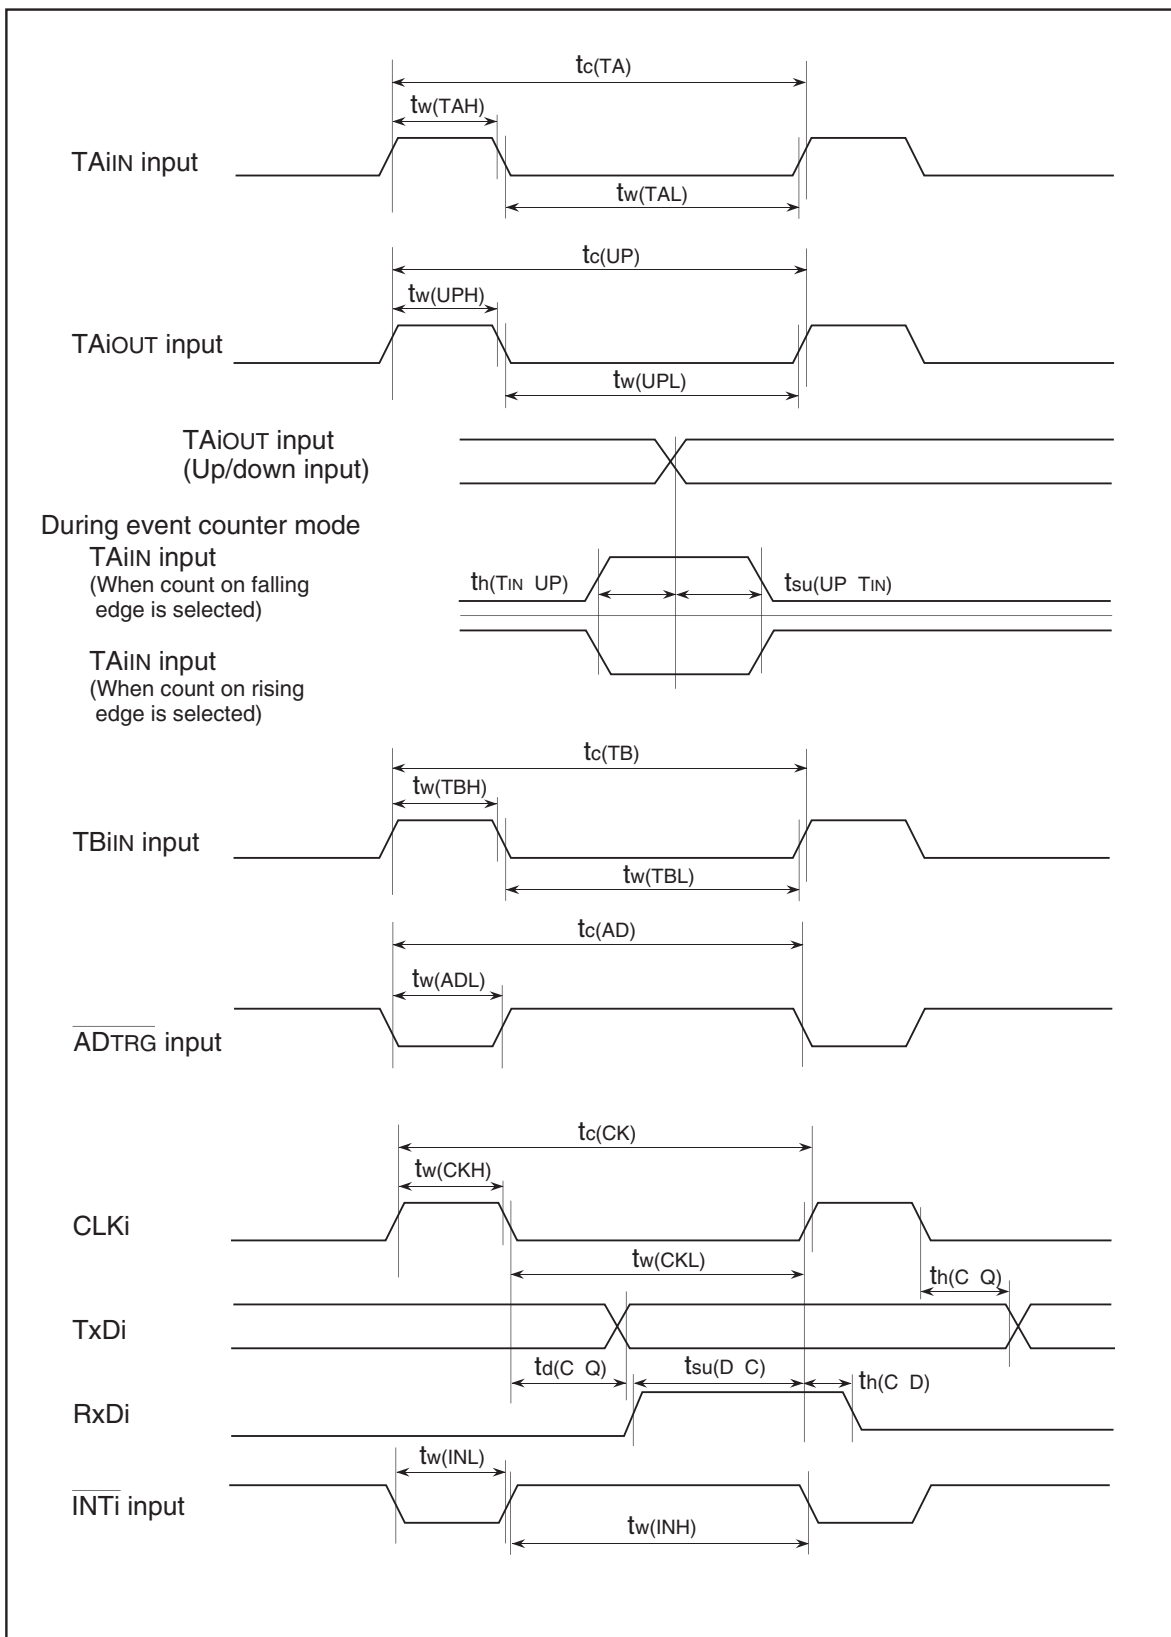 tc(TA)
tw(TAH)
TAiIN input
tw(TAL)
tc(UP)
tw(UPH)
TAiOUT input
tw(UPL)
TAiOUT input
(Up/down input)
During event counter mode
TAiIN input
(When count on falling
edge is selected)
th(TIN UP)
tsu(UP TIN)
TAiIN input
(When count on rising
edge is selected)
tc(TB)
tw(TBH)
TBiIN input
tw(TBL)
tc(AD)
tw(ADL)
ADTRG input
tc(CK)
tw(CKH)
CLKi
tw(CKL)
th(C Q)
TxDi
td(C Q)
tsu(D C)
th(C D)
RxDi
tw(INL)
INTi input
tw(INH)